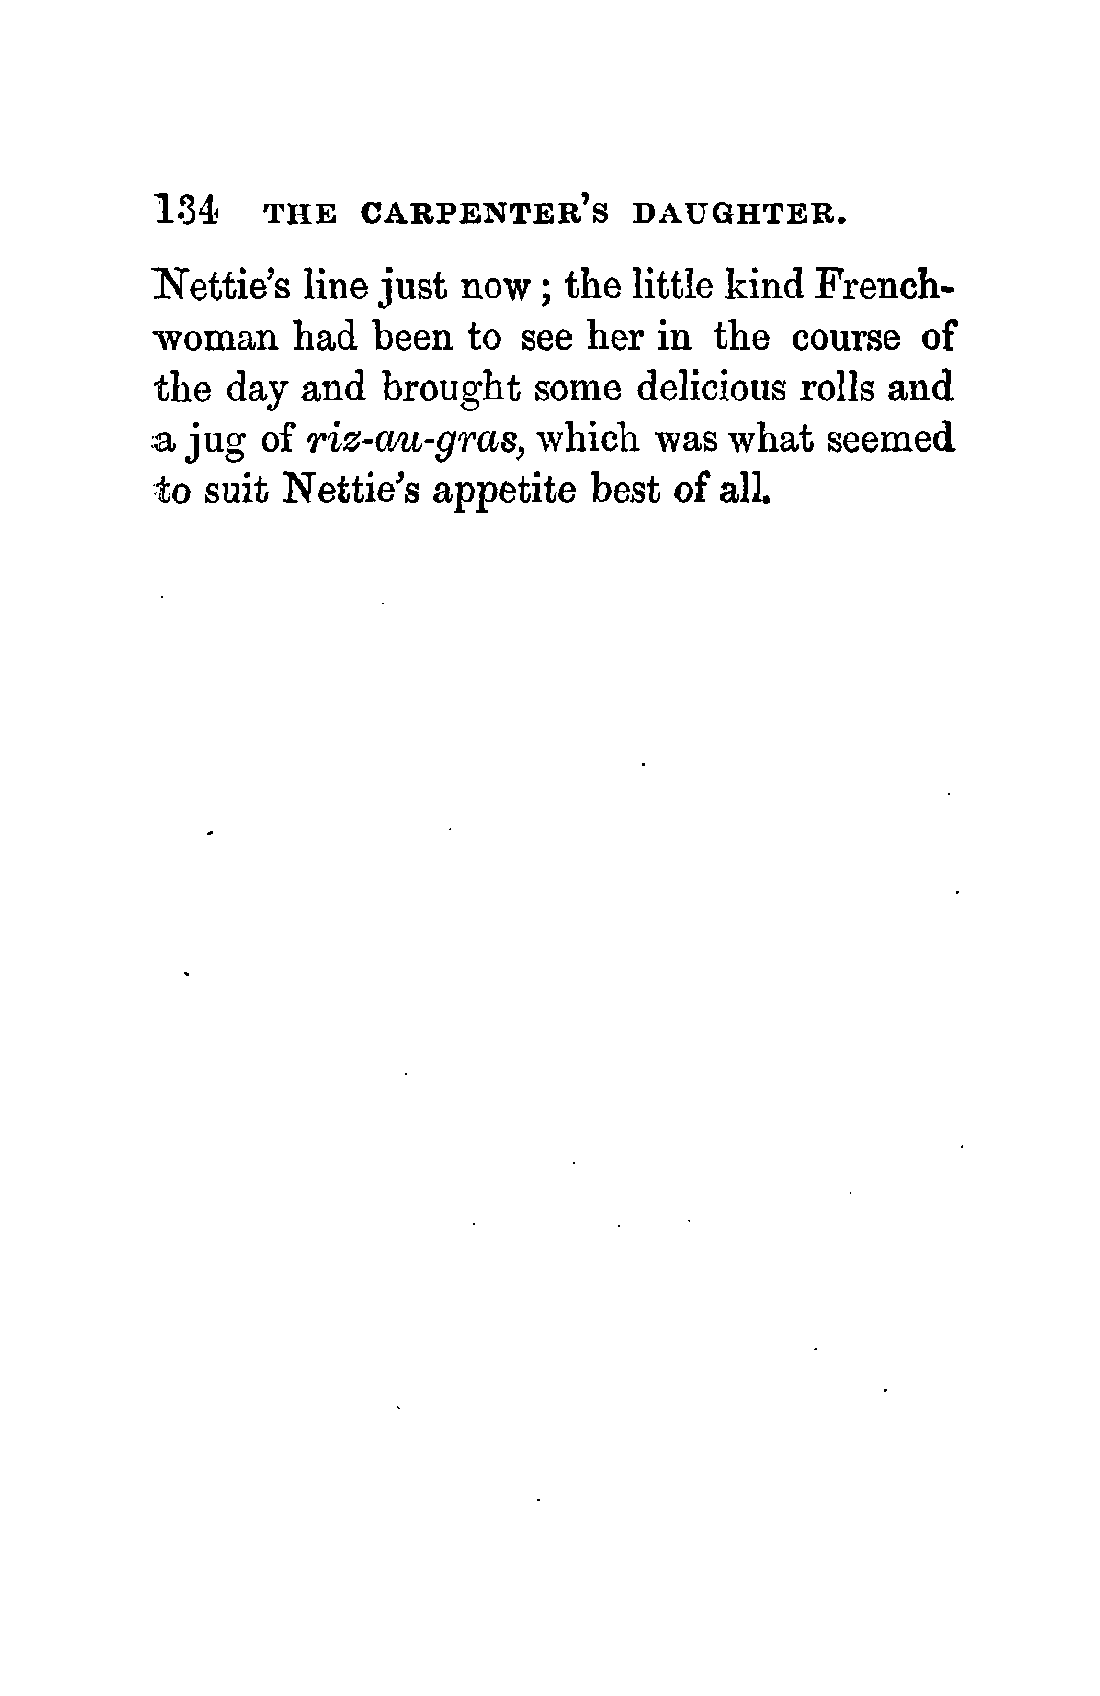 134 THE CARPENTER'S DAUGHTER.
Nettie's line just now; the little kind French-
woman had been to see her in the course of
the day and brought some delicious rolls and
a jug of riz-au-gras, which was what seemed
to suit Nettie's appetite best of all.